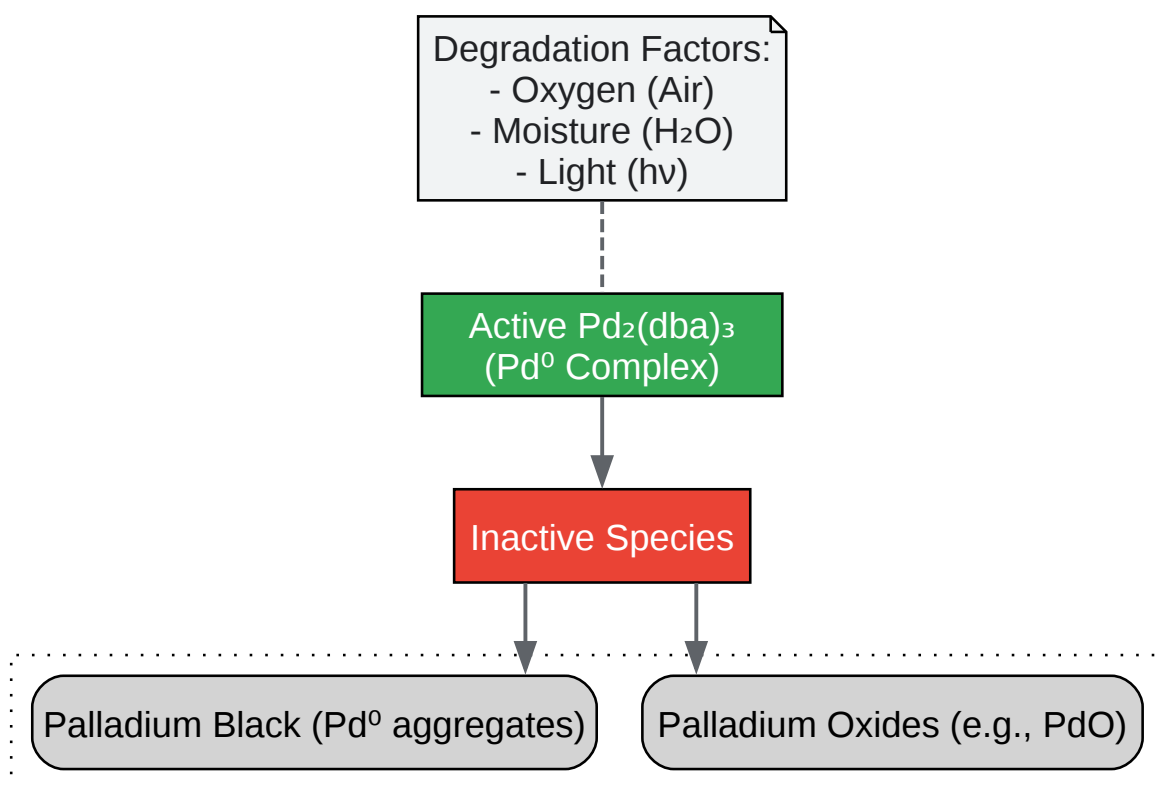 Degradation Factors:
- Oxygen (Air)
- Moisture (H₂O)
- Light (hν)
Active Pd₂(dba)₃
(Pd⁰ Complex)
Inactive Species
Palladium Black (Pd⁰ aggregates)
Palladium Oxides (e.g., PdO)